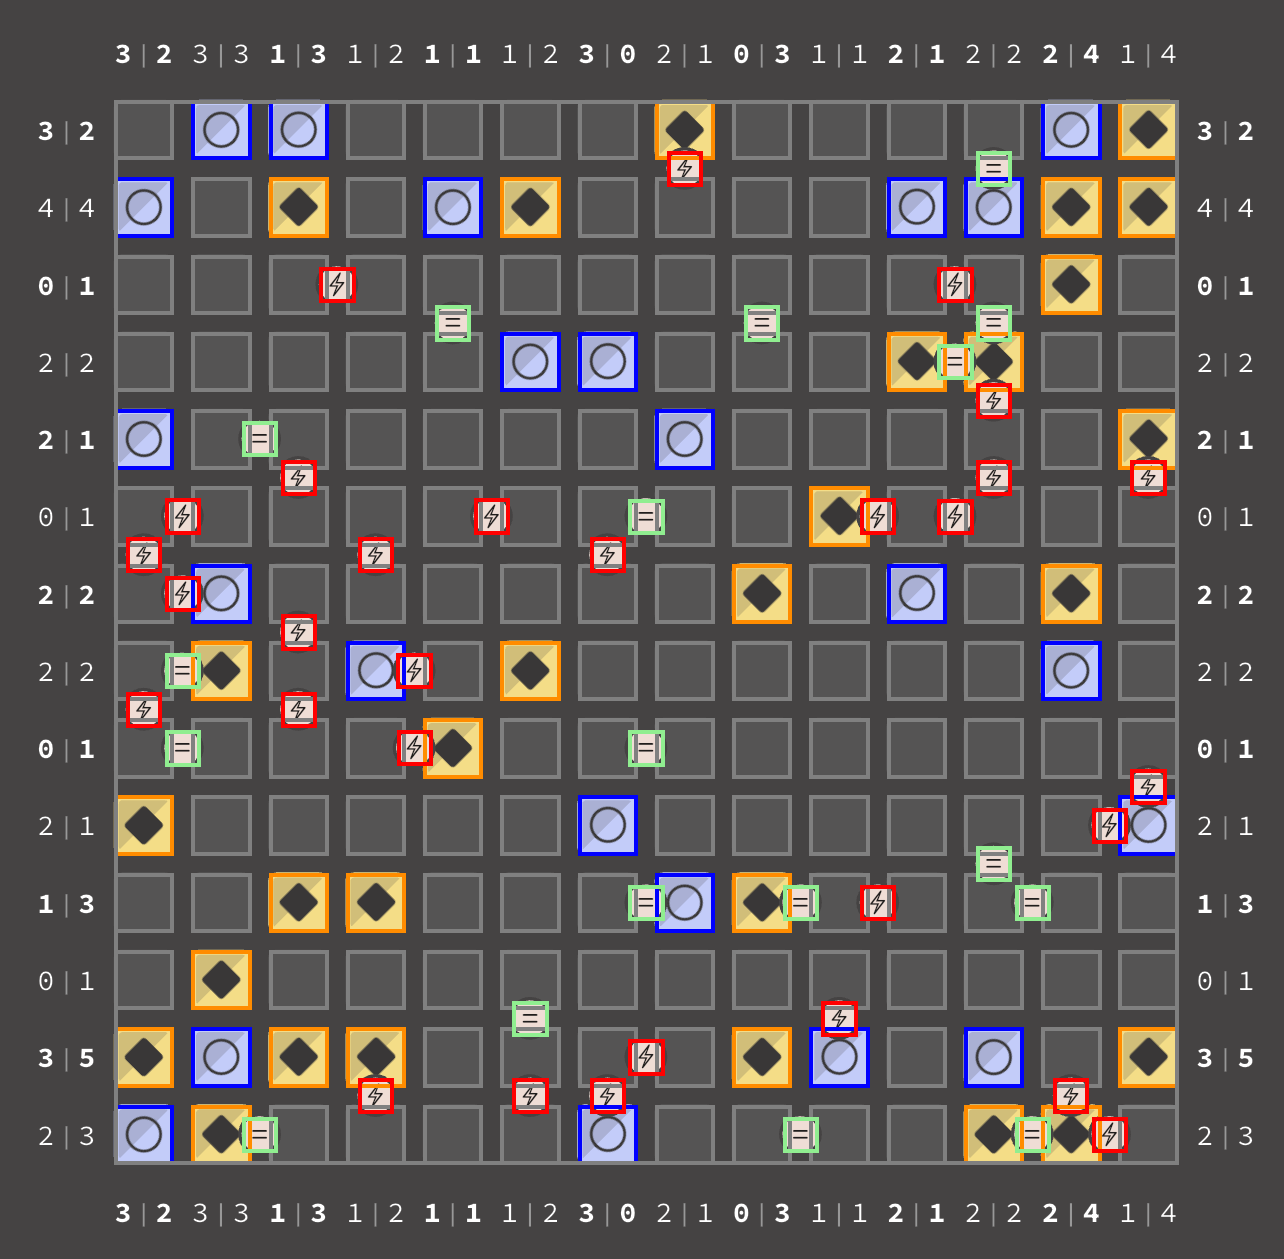 3 | 2 3 | 3 1 | 3 1 | 2 1 | 1 1 | 2 3 | 0 2 | 1 0 | 3 1 | 1 2 | 1 2 | 2 2 | 4 1 | 4
3 | 2 3 | 2
=
4 | 4 4 | 4
0 | 1 0 | 1
= = =
2 | 2 = 2 | 2
2 | 1 = 2 | 1
0 | 1 = 0 | 1
2 | 2 2 | 2
2 | 2 = 2 | 2
0 | 1 = = 0 | 1
2 | 1 2 | 1
=
1 | 3 = = = 1 | 3
0 | 1 0 | 1
=
3 | 5 3 | 5
2 | 3 = = = 2 | 3
3 | 2 3 | 3 1 | 3 1 | 2 1 | 1 1 | 2 3 | 0 2 | 1 0 | 3 1 | 1 2 | 1 2 | 2 2 | 4 1 | 4